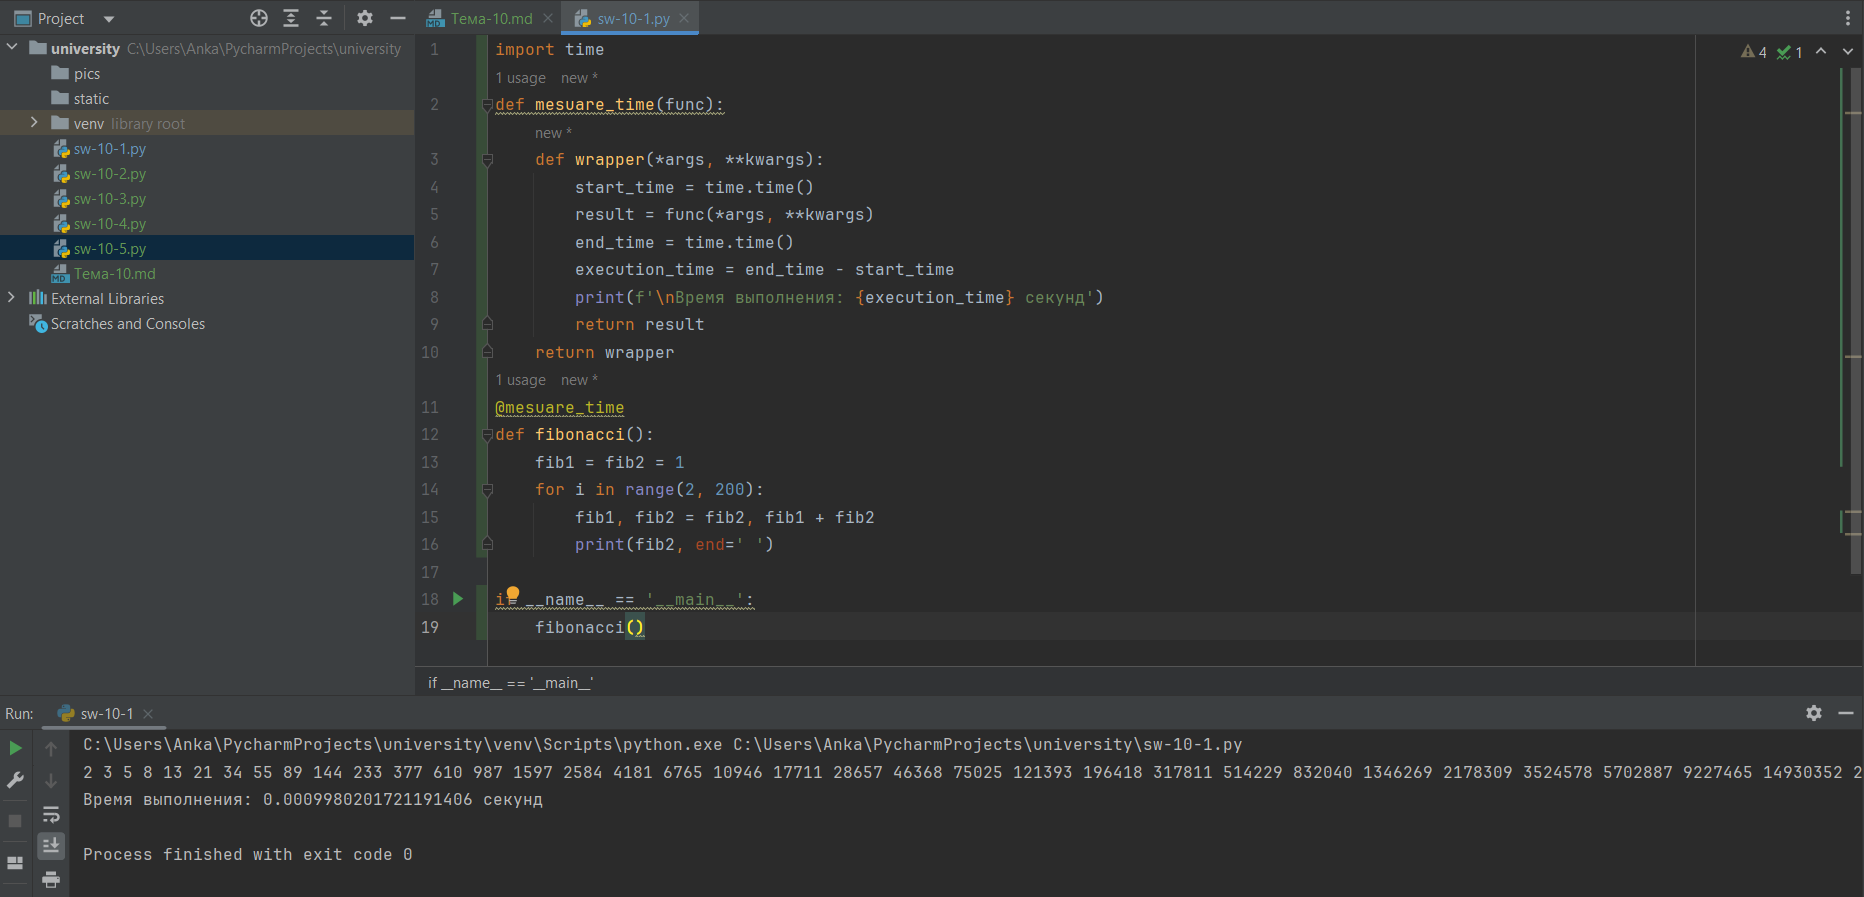 Project
university C:\Users\Anka\PycharmProjects\university
pics
static
venv library root
sw-10-1.py
sw-10-2.py
sw-10-3.py
sw-10-4.py
sw-10-5.py
Тема-10.md
External Libraries
Scratches and Consoles
Тема-10.md sw-10-1.py
4 1
1 import time
1 usage new *
2 def mesuare_time(func):
new *
3 def wrapper(*args, **kwargs):
4 start_time = time.time()
5 result = func(*args, **kwargs)
6 end_time = time.time()
7 execution_time = end_time - start_time
8 print(f'\nВремя выполнения: {execution_time} секунд')
9 return result
10 return wrapper
1 usage new *
11 @mesuare_time
12 def fibonacci():
13 fib1 = fib2 = 1
14 for i in range(2, 200):
15 fib1, fib2 = fib2, fib1 + fib2
16 print(fib2, end=' ')
17
18 if __name__ == '__main__':
19 fibonacci()
if __name__ == '__main__'
Run: sw-10-1
C:\Users\Anka\PycharmProjects\university\venv\Scripts\python.exe C:\Users\Anka\PycharmProjects\university\sw-10-1.py
2 3 5 8 13 21 34 55 89 144 233 377 610 987 1597 2584 4181 6765 10946 17711 28657 46368 75025 121393 196418 317811 514229 832040 1346269 2178309 3524578 5702887 9227465 14930352 2
Время выполнения: 0.0009980201721191406 секунд
Process finished with exit code 0